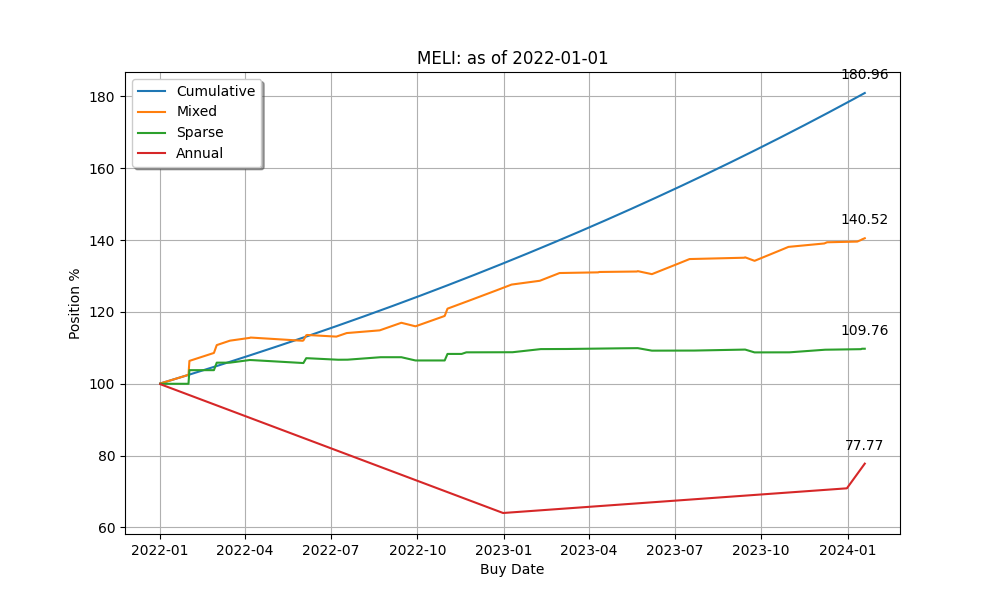 MELI: as of 2022-01-01
180.96
180
Cumulative
Mixed
Sparse
Annual
160
140.52
140
120
109.76
100
77.77
80
60
Position %
2022-01 2022-04 2022-07 2022-10 2023-01 2023-04 2023-07 2023-10 2024-01
Buy Date